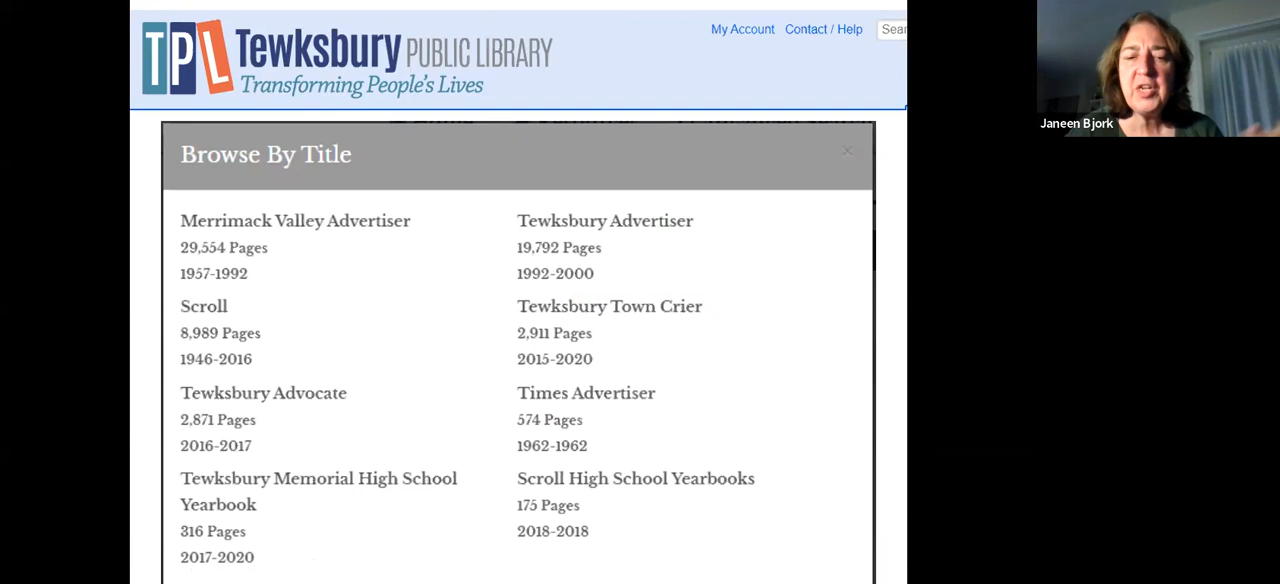 TPL Tewksbury PUBLIC LIBRARY
Transforming People's Lives
My Account Contact / Help Sear
Janeen Bjork
Browse By Title ×
Merrimack Valley Advertiser
29,554 Pages
1957-1992
Tewksbury Advertiser
19,792 Pages
1992-2000
Scroll
8,989 Pages
1946-2016
Tewksbury Town Crier
2,911 Pages
2015-2020
Tewksbury Advocate
2,871 Pages
2016-2017
Times Advertiser
574 Pages
1962-1962
Tewksbury Memorial High School
Yearbook
316 Pages
2017-2020
Scroll High School Yearbooks
175 Pages
2018-2018